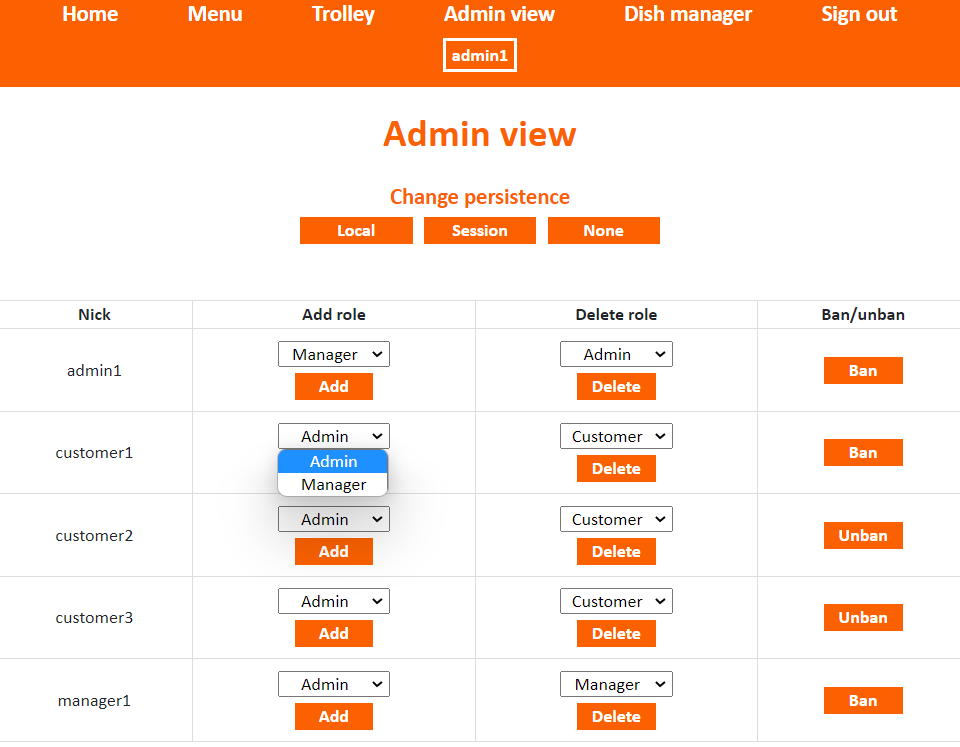 Home Menu Trolley Admin view Dish manager Sign out
admin1
Admin view
Change persistence
Local Session None
Nick Add role Delete role Ban/unban
Manager Admin
admin1 Ban
Add Delete
Admin Customer
customer1 Ban
Admin Delete
Manager
Admin Customer
customer2 Unban
Add Delete
Admin Customer
customer3 Unban
Add Delete
Admin Manager
manager1 Ban
Add Delete